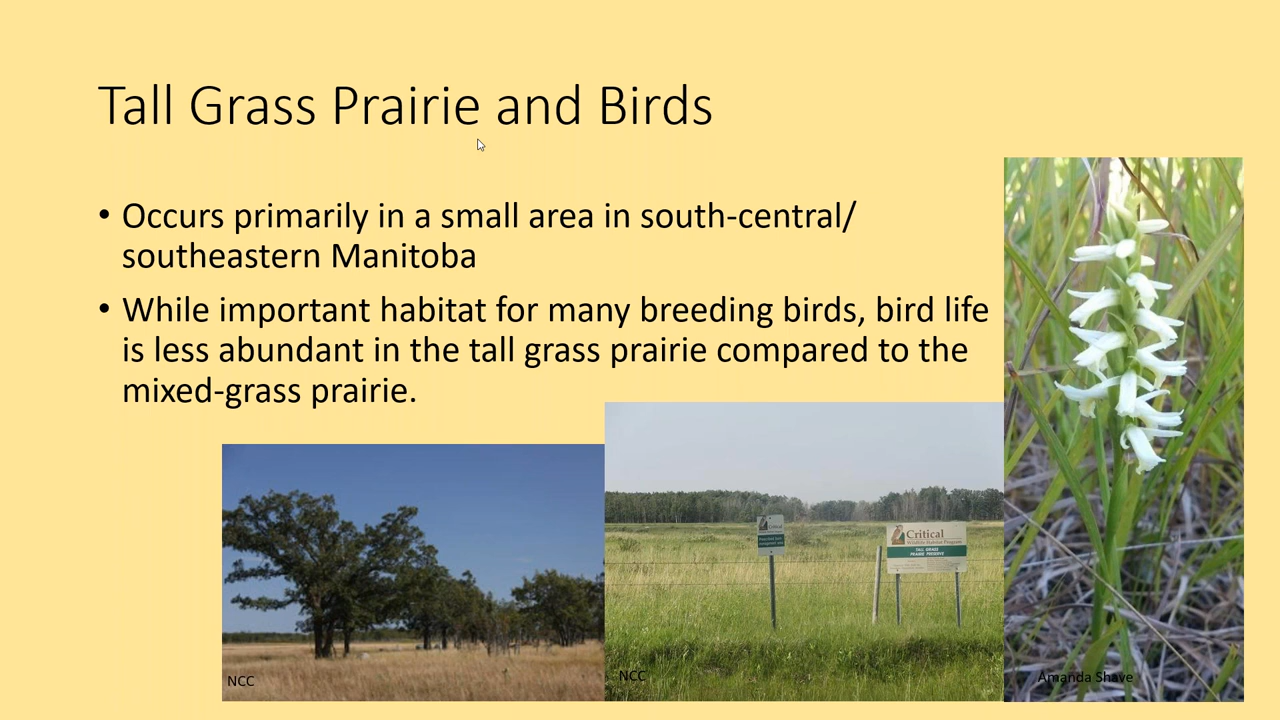 Tall Grass Prairie and Birds
• Occurs primarily in a small area in south-central/
southeastern Manitoba
• While important habitat for many breeding birds, bird life
is less abundant in the tall grass prairie compared to the
mixed-grass prairie.
Critical
Critical
Wildlife Habitat Program
TALL GRASS
PRAIRIE PRESERVE
NCC
NCC
Amanda Shave